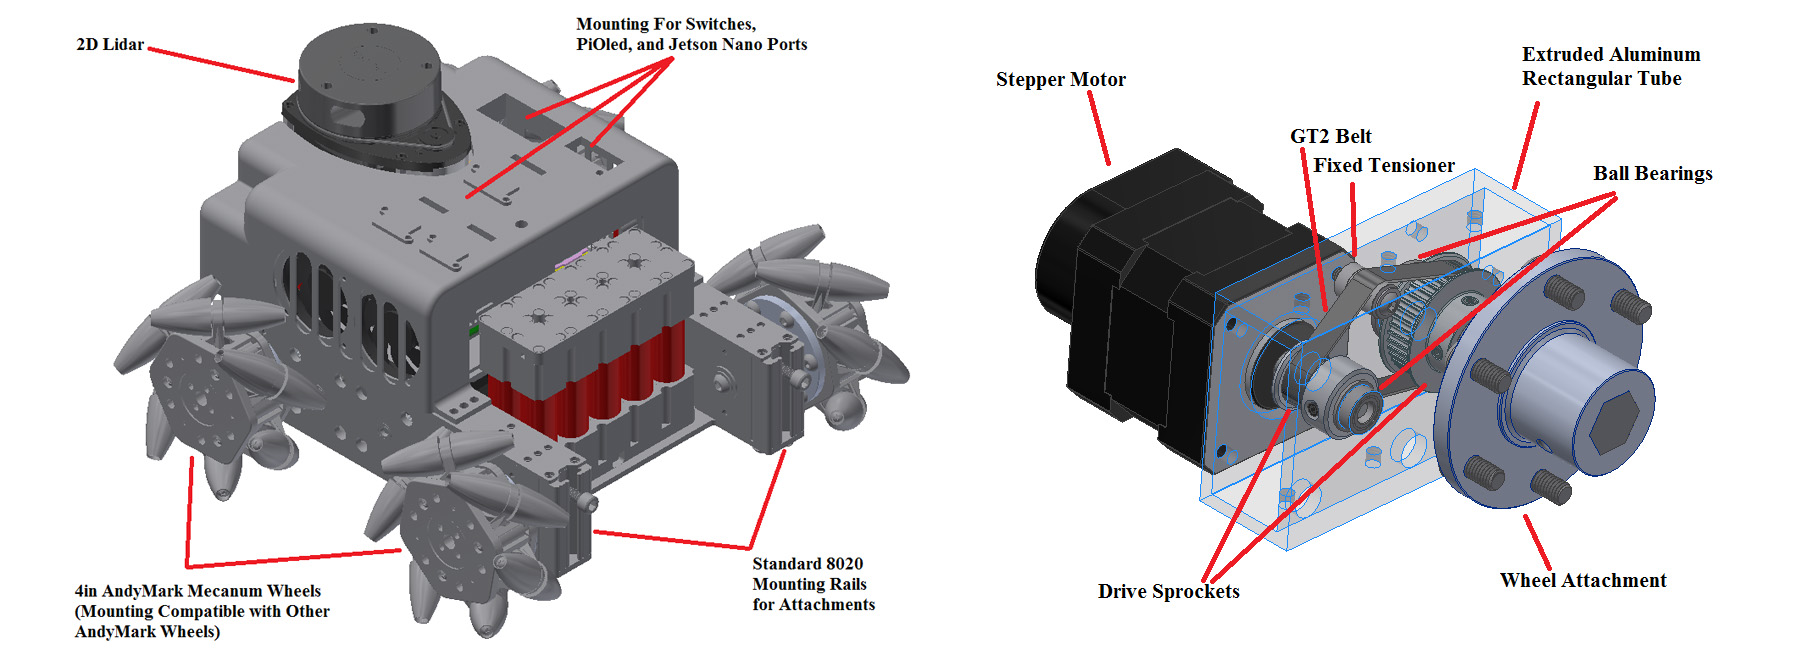 2D Lidar
Mounting For Switches,
PiOled, and Jetson Nano Ports
4in AndyMark Mecanum Wheels
(Mounting Compatible with Other
AndyMark Wheels)
Standard 8020
Mounting Rails
for Attachments
Stepper Motor
GT2 Belt
Fixed Tensioner
Extruded Aluminum
Rectangular Tube
Ball Bearings
Drive Sprockets
Wheel Attachment